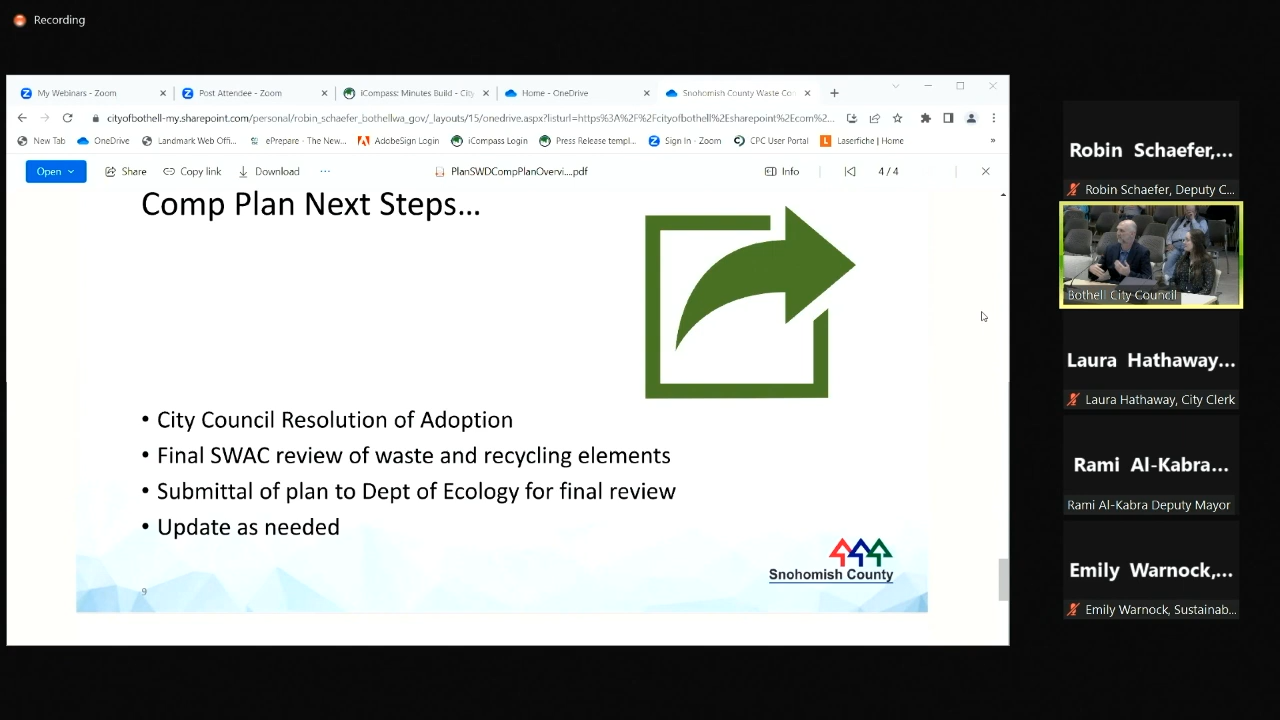 Recording
My Webinars - Zoom
Post Attendee - Zoom
iCompass: Minutes Build - City
Home - OneDrive
Snohomish County Waste Co
cityofbothell-my.sharepoint.com/personal/robin_schaefer_bothellwa_gov/_layouts/15/onedrive.aspx?listurl=https%3A%2F%2Fcityofbothell%2Esharepoint%2Ecom%2...
New Tab
OneDrive
Landmark Web Offi...
ePrepare - The New...
AdobeSign Login
iCompass Login
Press Release templ...
Sign In - Zoom
CPC User Portal
Laserfiche | Home
»
Open
Share
Copy link
Download
...
PlanSWDCompPlanOvervi....pdf
Info
4 / 4
Comp Plan Next Steps...
• City Council Resolution of Adoption
• Final SWAC review of waste and recycling elements
• Submittal of plan to Dept of Ecology for final review
• Update as needed
Snohomish County
9
Robin Schaefer,...
Robin Schaefer, Deputy C...
Bothell City Council
Laura Hathaway...
Laura Hathaway, City Clerk
Rami Al-Kabra...
Rami Al-Kabra Deputy Mayor
Emily Warnock,...
Emily Warnock, Sustainab...